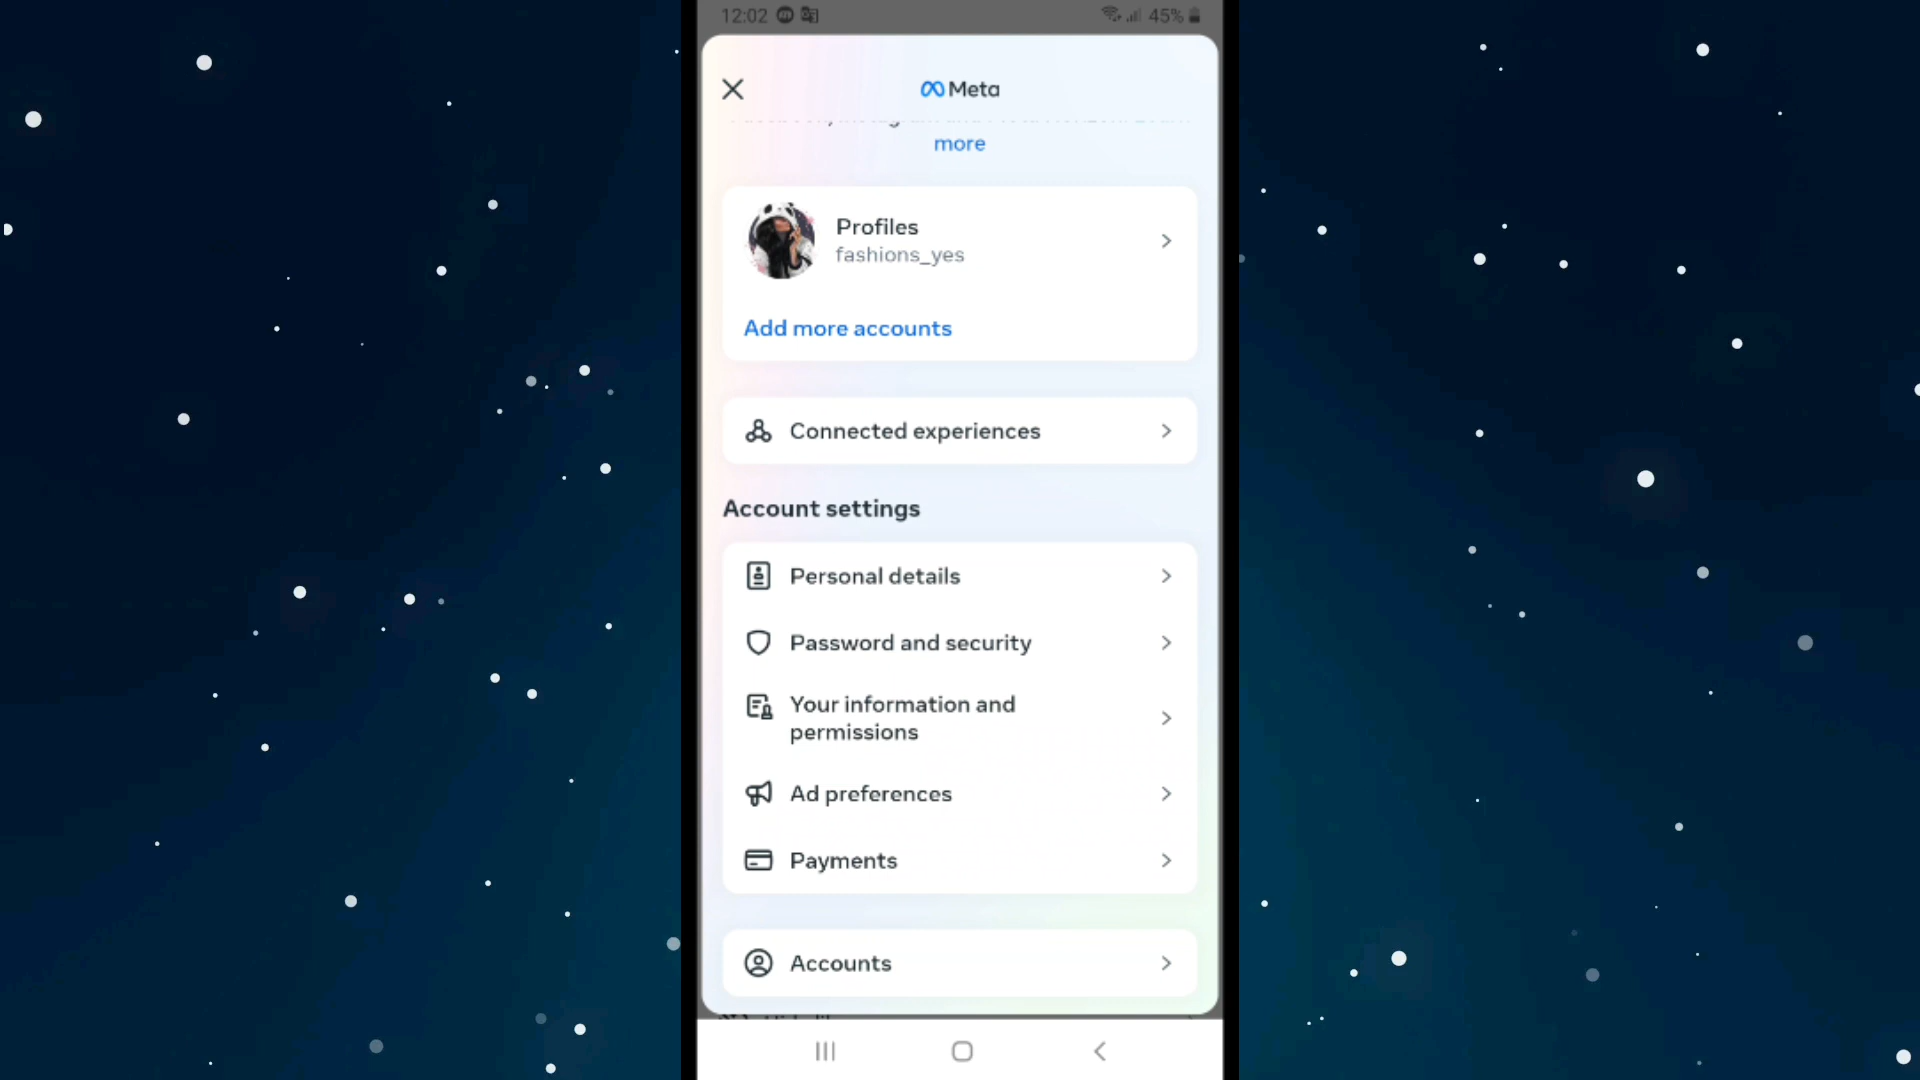 12:02
45%
Meta
more
Profiles
fashions_yes
Add more accounts
Connected experiences
Account settings
Personal details
Password and security
Your information and
permissions
Ad preferences
Payments
Accounts